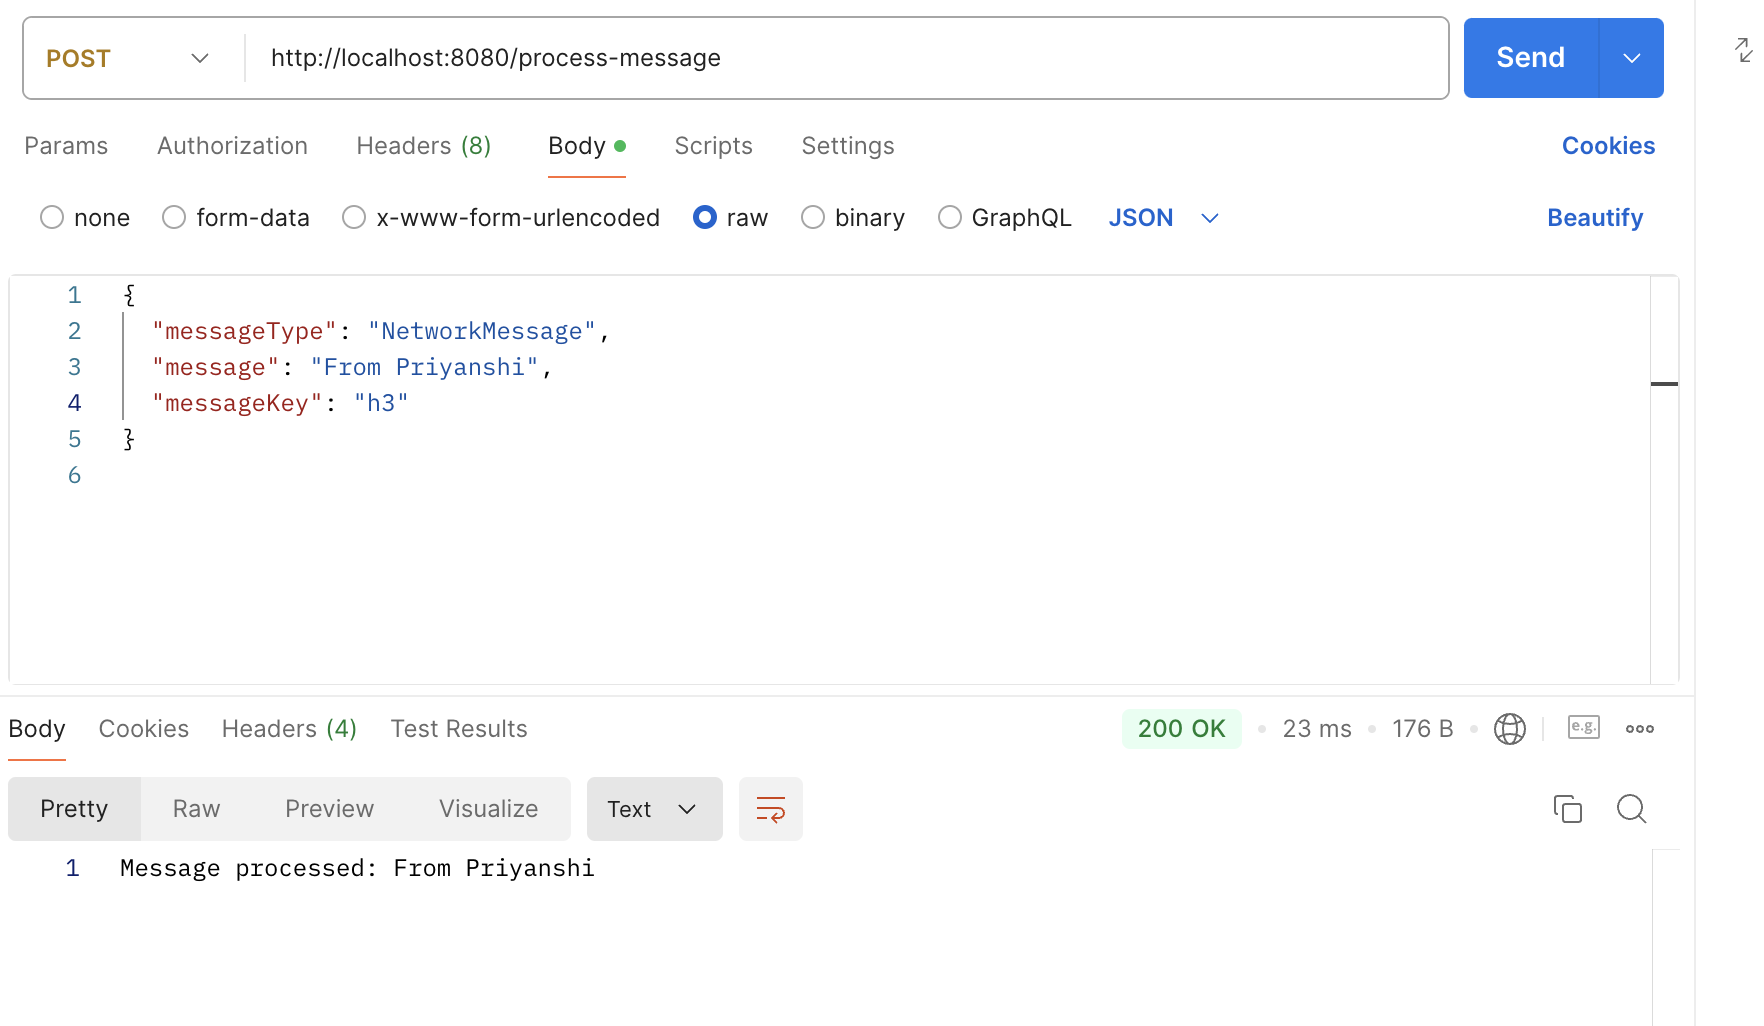 POST http://localhost:8080/process-message Send
Params Authorization Headers (8) Body Scripts Settings Cookies
none form-data x-www-form-urlencoded raw binary GraphQL JSON Beautify
1 {
2 "messageType": "NetworkMessage",
3 "message": "From Priyanshi",
4 "messageKey": "h3"
5 }
6
Body Cookies Headers (4) Test Results 200 OK 23 ms 176 B e.g.
Pretty Raw Preview Visualize Text
1 Message processed: From Priyanshi